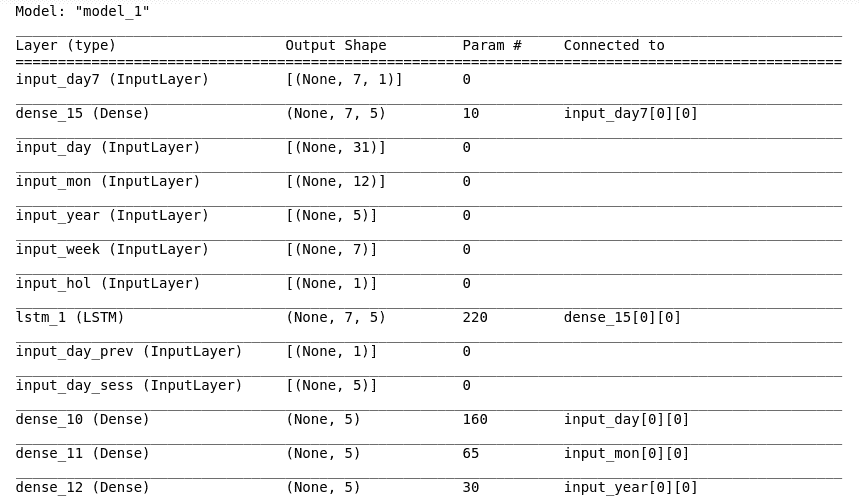 Model: "model_1"
Layer (type) Output Shape Param # Connected to
input_day7 (InputLayer) [(None, 7, 1)] 0
dense_15 (Dense) (None, 7, 5) 10 input_day7[0][0]
input_day (InputLayer) [(None, 31)] 0
input_mon (InputLayer) [(None, 12)] 0
input_year (InputLayer) [(None, 5)] 0
input_week (InputLayer) [(None, 7)] 0
input_hol (InputLayer) [(None, 1)] 0
lstm_1 (LSTM) (None, 7, 5) 220 dense_15[0][0]
input_day_prev (InputLayer) [(None, 1)] 0
input_day_sess (InputLayer) [(None, 5)] 0
dense_10 (Dense) (None, 5) 160 input_day[0][0]
dense_11 (Dense) (None, 5) 65 input_mon[0][0]
dense_12 (Dense) (None, 5) 30 input_year[0][0]